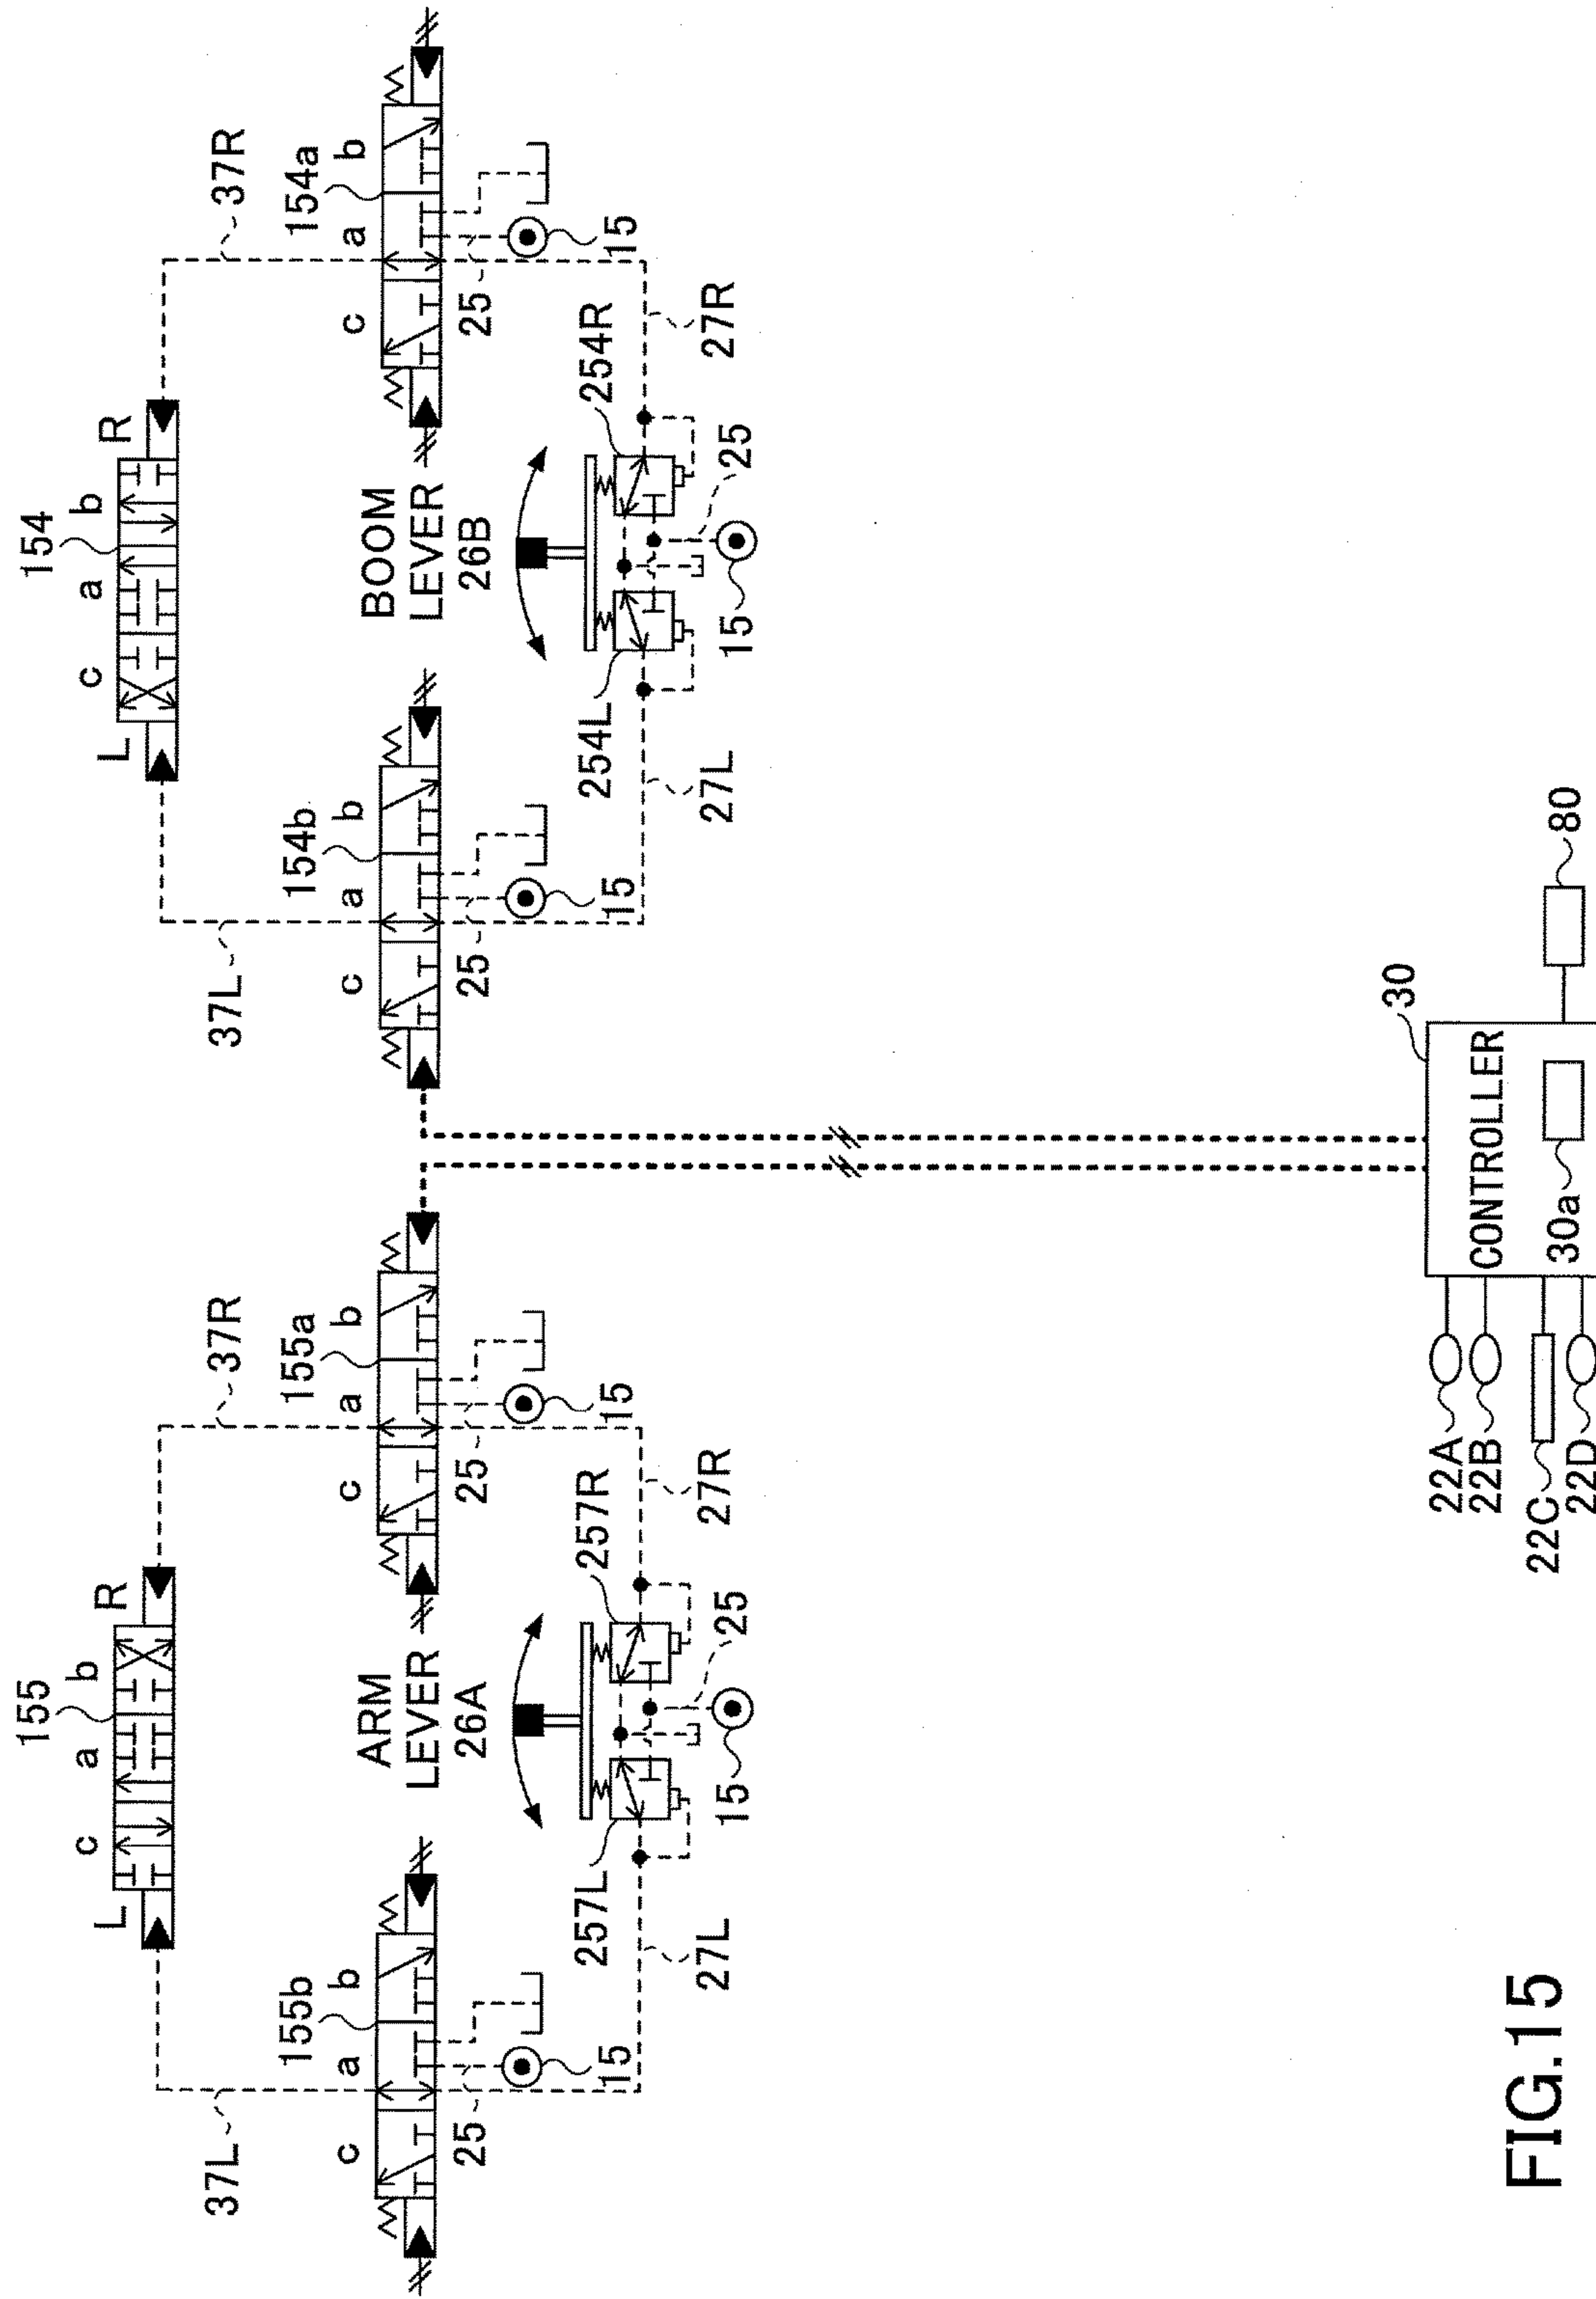 155
L
c
a
b
R
37L
37R
155b
c
a
b
25
15
ARM
LEVER
26A
155a
c
a
b
25
15
257L
257R
27L
27R
15
25
154
L
c
a
b
R
37L
37R
154b
c
a
b
25
15
BOOM
LEVER
26B
154a
c
a
b
25
15
254L
254R
27L
27R
15
25
30
CONTROLLER
30a
80
22A
22B
22C
22D
FIG.15